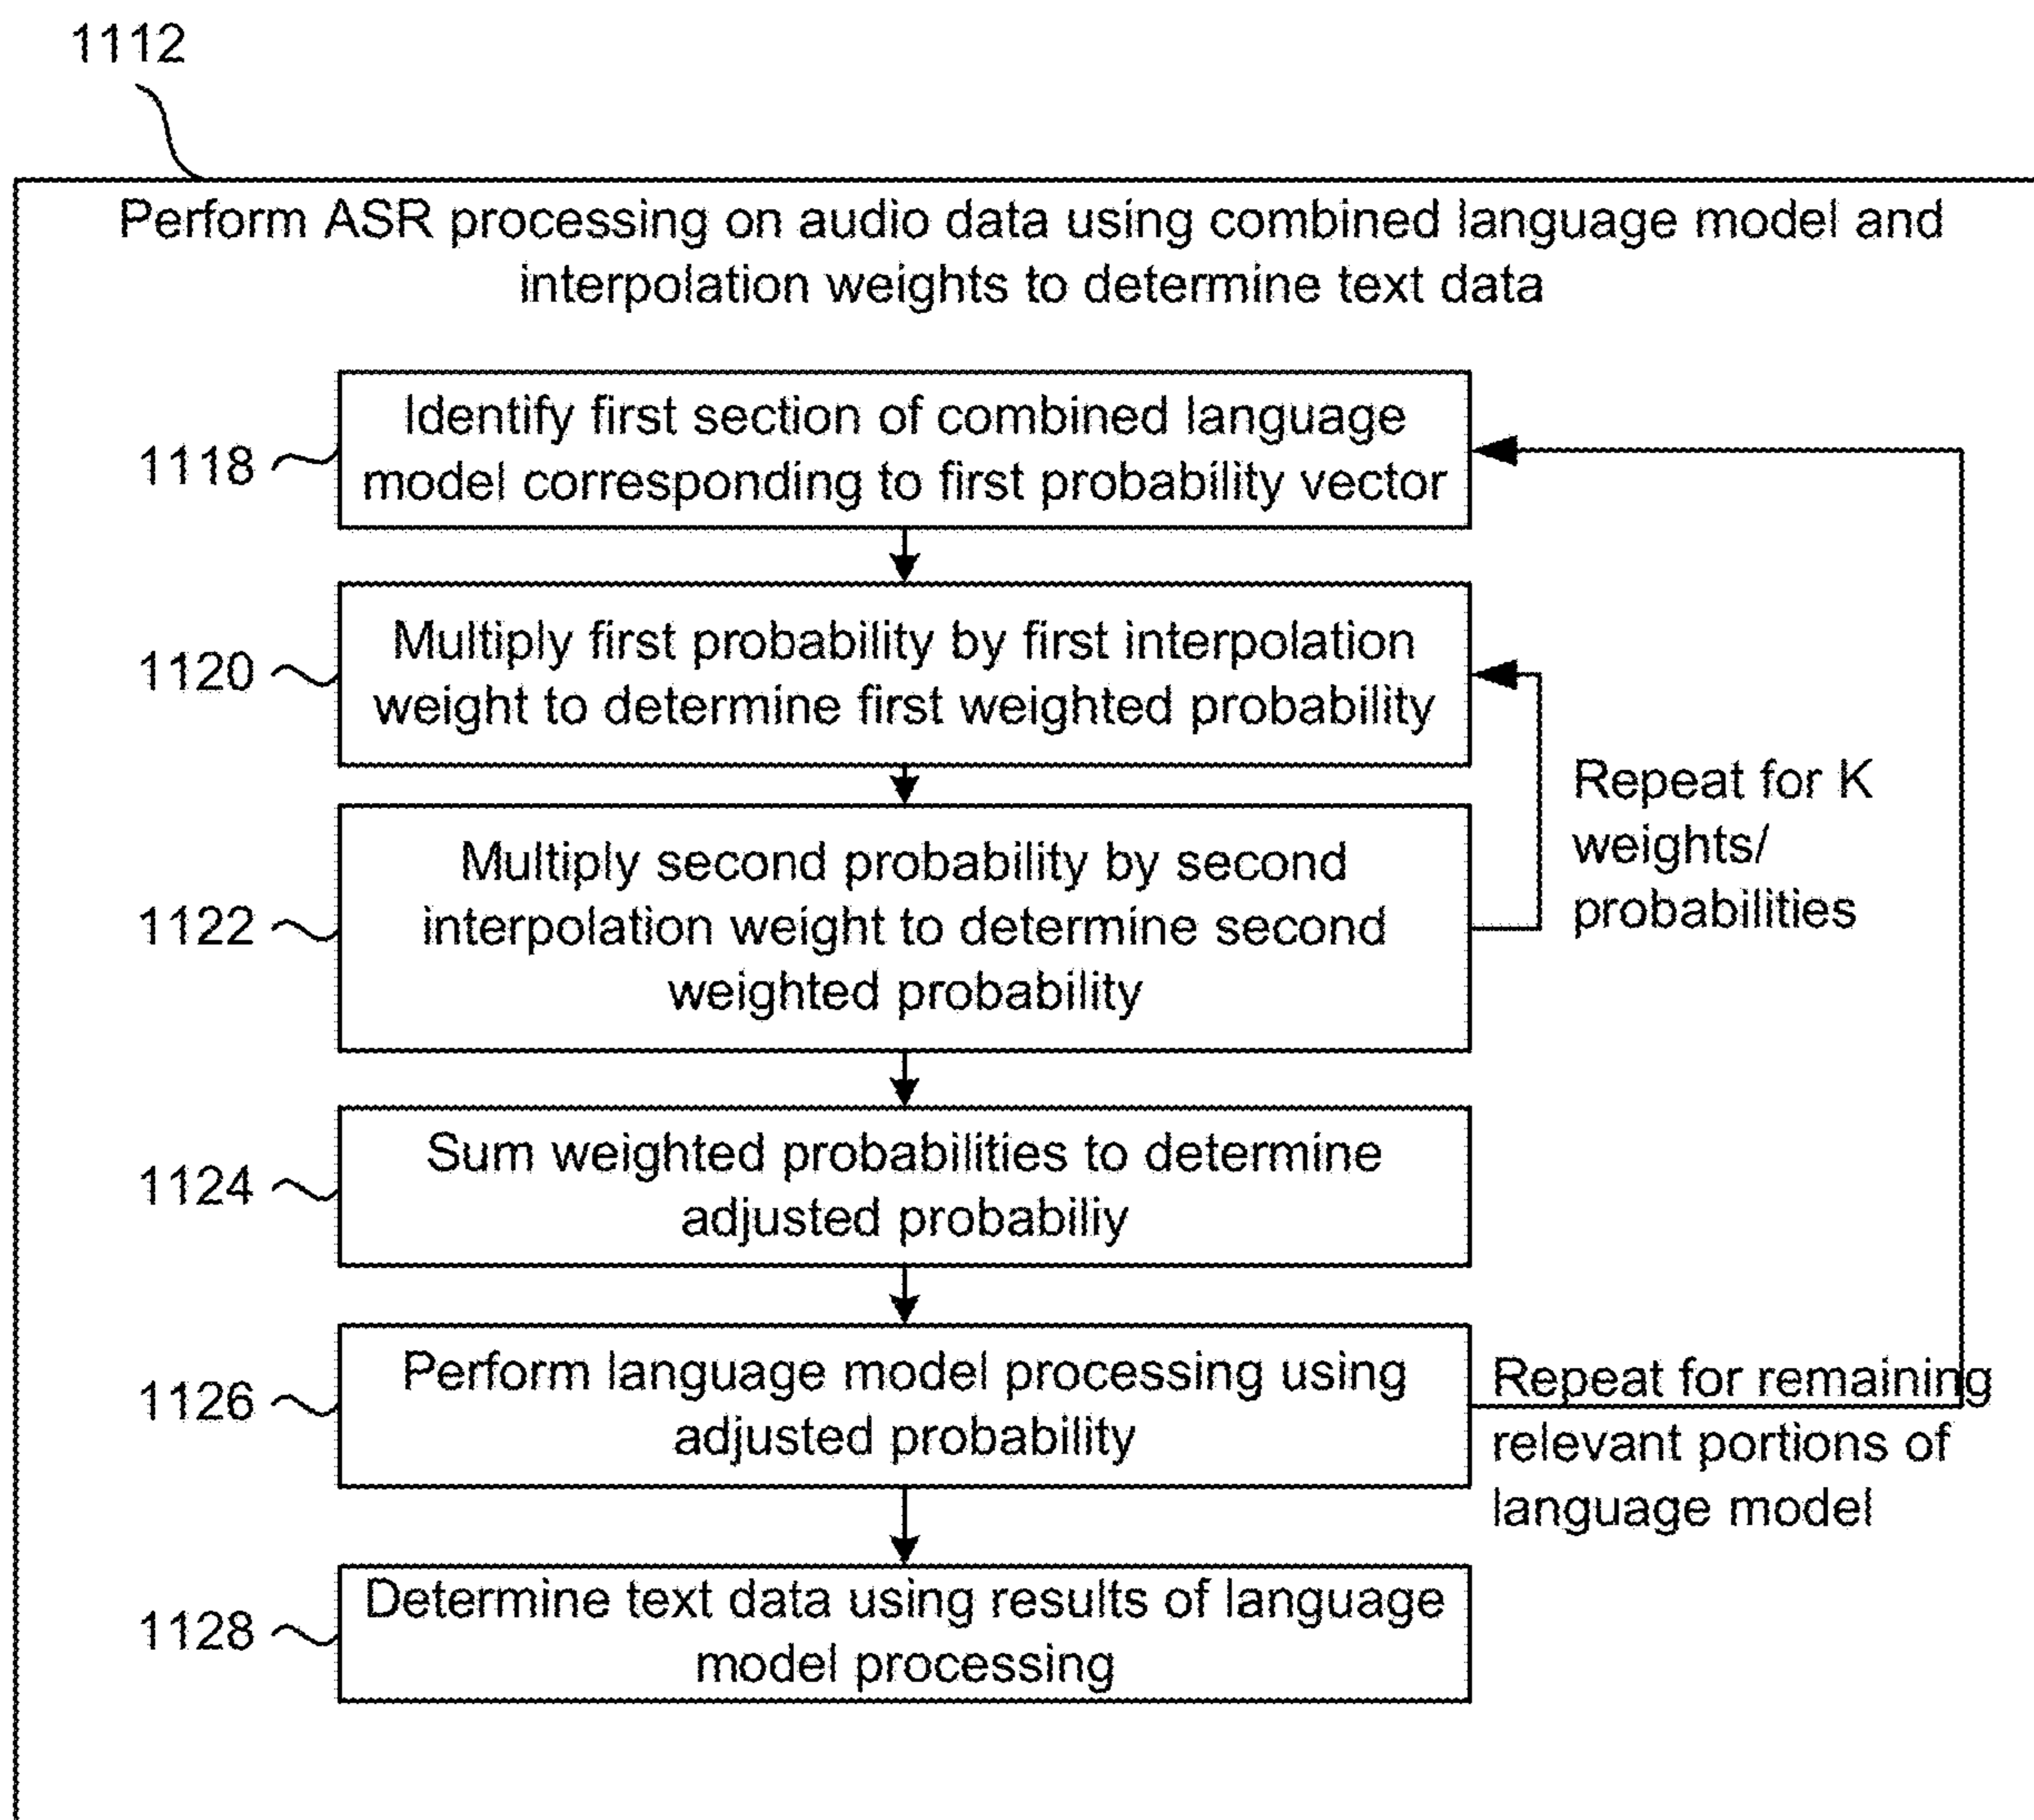 1112
Perform ASR processing on audio data using combined language model and
interpolation weights to determine text data
1118
Identify first section of combined language
model corresponding to first probability vector
1120
Multiply first probability by first interpolation
weight to determine first weighted probability
Repeat for K
weights/
probabilities
1122
Multiply second probability by second
interpolation weight to determine second
weighted probability
1124
Sum weighted probabilities to determine
adjusted probabiliy
1126
Perform language model processing using
adjusted probability
Repeat for remaining
relevant portions of
language model
1128
Determine text data using results of language
model processing